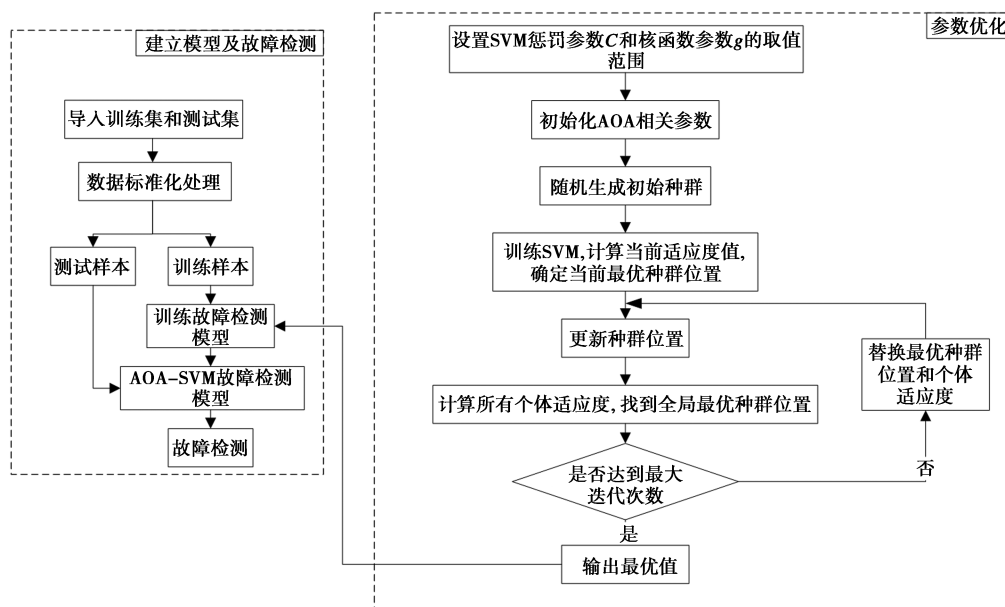 建立模型及故障检测
导入训练集和测试集
数据标准化处理
测试样本
训练样本
训练故障检测
模型
AOA-SVM故障检测
模型
故障检测
参数优化
设置SVM惩罚参数C和核函数参数g的取值
范围
初始化AOA相关参数
随机生成初始种群
训练SVM,计算当前适应度值,
确定当前最优种群位置
更新种群位置
计算所有个体适应度,找到全局最优种群位置
是否达到最大
迭代次数
否
替换最优种群
位置和个体
适应度
是
输出最优值